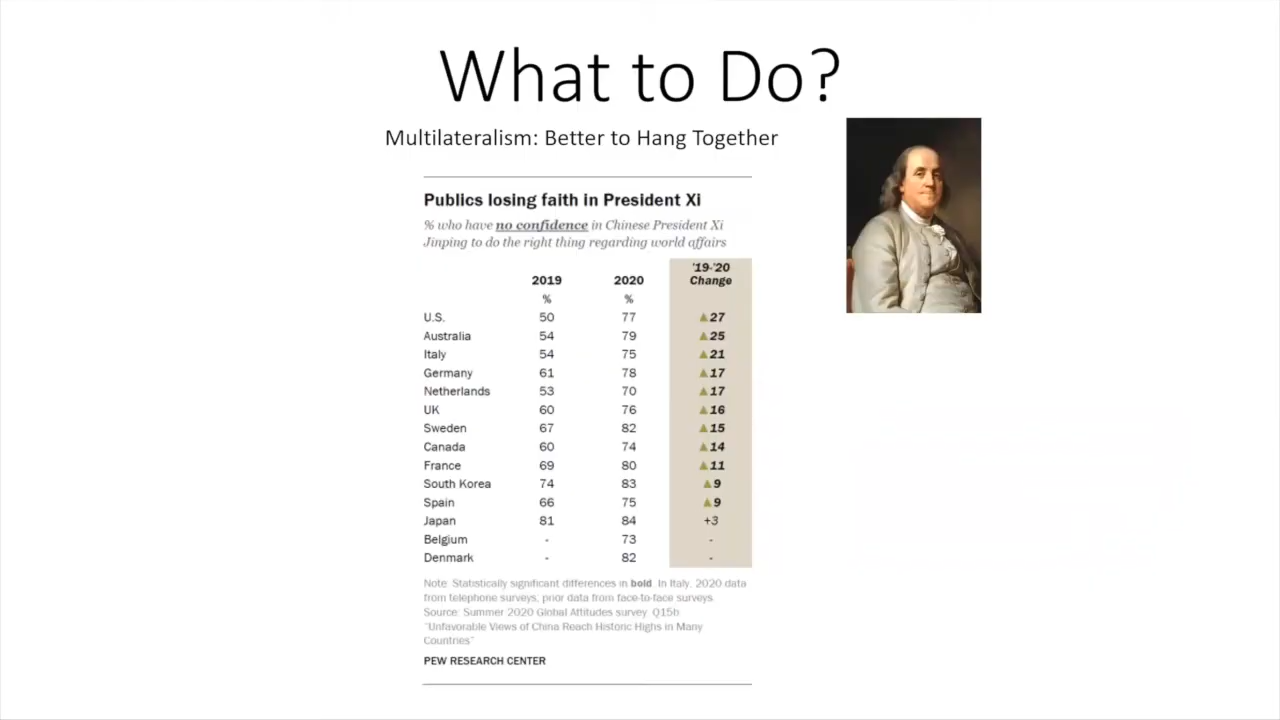 What to Do?
Multilateralism: Better to Hang Together
Publics losing faith in President Xi
% who have no confidence in Chinese President Xi
Jinping to do the right thing regarding world affairs
'19-'20
2019 2020 Change
% %
U.S. 50 77 ▲27
Australia 54 79 ▲25
Italy 54 75 ▲21
Germany 61 78 ▲17
Netherlands 53 70 ▲17
UK 60 76 ▲16
Sweden 67 82 ▲15
Canada 60 74 ▲14
France 69 80 ▲11
South Korea 74 83 ▲9
Spain 66 75 ▲9
Japan 81 84 +3
Belgium - 73 -
Denmark - 82 -
Note: Statistically significant differences in bold. In Italy, 2020 data
from telephone surveys; prior data from face-to-face surveys.
Source: Summer 2020 Global Attitudes survey. Q15b.
"Unfavorable Views of China Reach Historic Highs in Many
Countries"
PEW RESEARCH CENTER